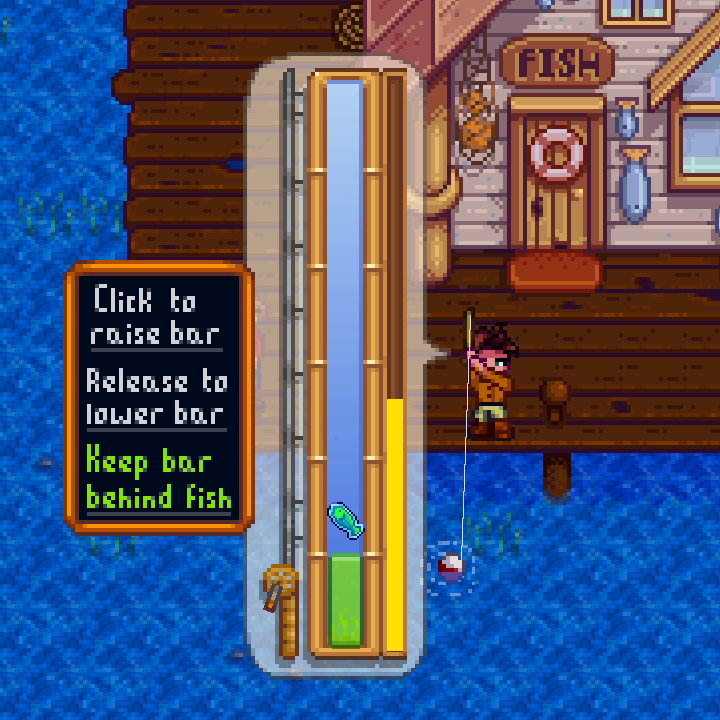 FISH
Click to
raise bar
Release to
lower bar
Keep bar
behind fish